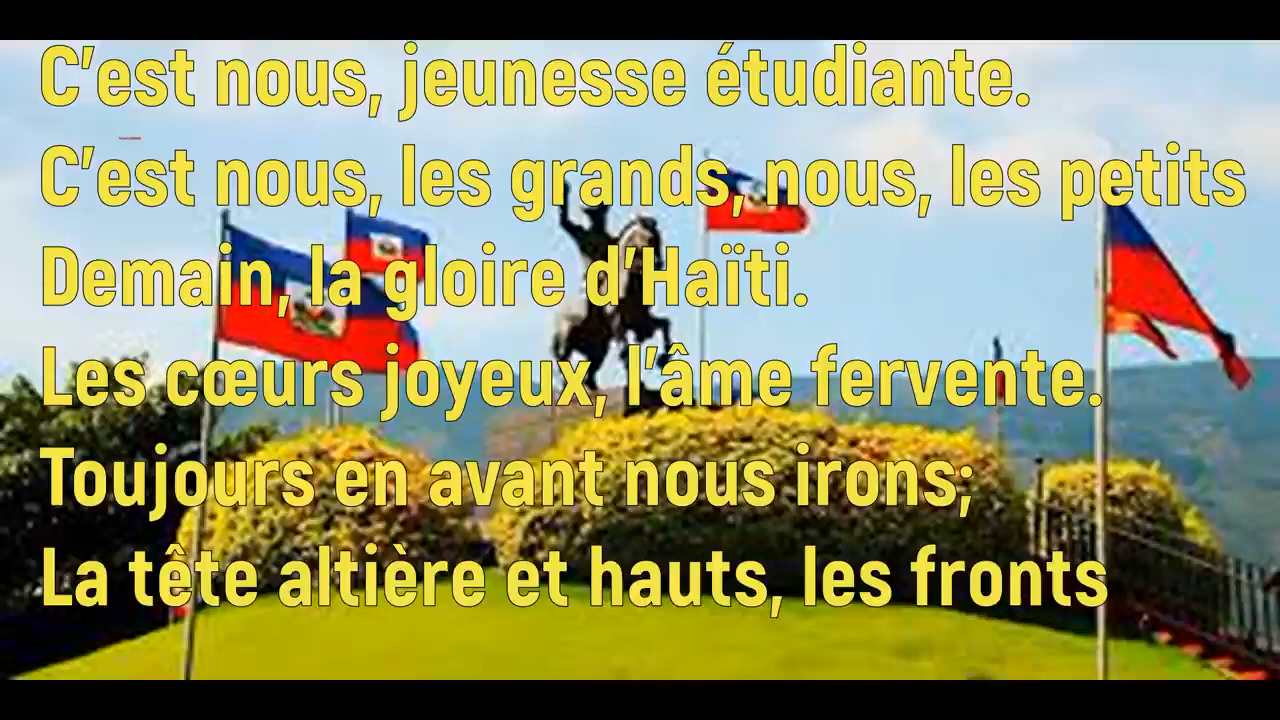 C’est nous, jeunesse étudiante.
C’est nous, les grands, nous, les petits
Demain, la gloire d’Haïti.
Les cœurs joyeux, l’âme fervente.
Toujours en avant nous irons;
La tête altière et hauts, les fronts